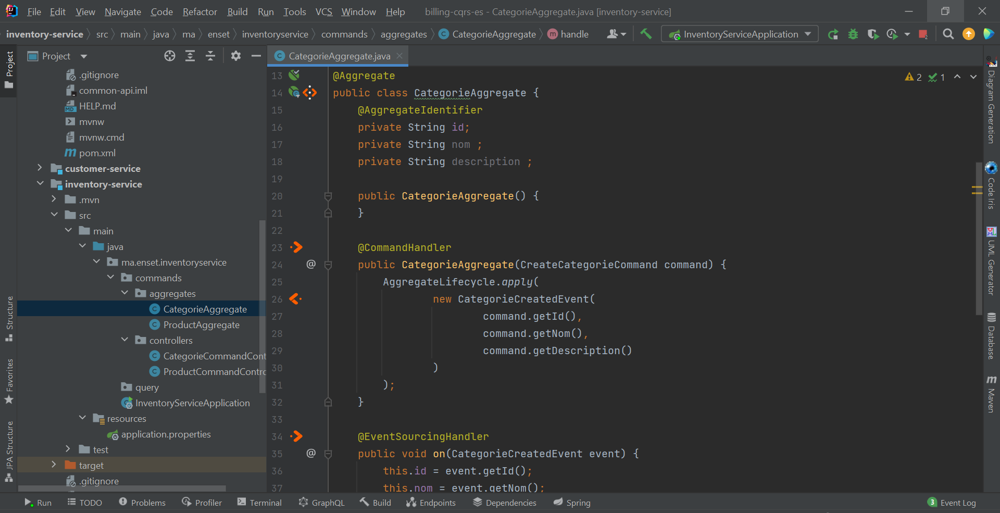 File Edit View Navigate Code Refactor Build Run Tools VCS Window Help billing-cqrs-es - CategorieAggregate.java [inventory-service]
inventory-service src main java ma enset inventoryservice commands aggregates CategorieAggregate handle InventoryServiceApplication
Project
.gitignore
common-api.iml
HELP.md
mvnw
mvnw.cmd
pom.xml
customer-service
inventory-service
.mvn
src
main
java
ma.enset.inventoryservice
commands
aggregates
CategorieAggregate
ProductAggregate
controllers
CategorieCommandCont
ProductCommandContro
query
InventoryServiceApplication
resources
application.properties
test
target
.gitignore
CategorieAggregate.java
2 1
13 @Aggregate
14 public class CategorieAggregate {
15 @AggregateIdentifier
16 private String id;
17 private String nom ;
18 private String description ;
19
20 public CategorieAggregate() {
21 }
22
23 @CommandHandler
24 public CategorieAggregate(CreateCategorieCommand command) {
25 AggregateLifecycle.apply(
26 new CategorieCreatedEvent(
27 command.getId(),
28 command.getNom(),
29 command.getDescription()
30 )
31 );
32 }
33
34 @EventSourcingHandler
35 public void on(CategorieCreatedEvent event) {
36 this.id = event.getId();
37 this.nom = event.getNom();
Project
Structure
Favorites
JPA Structure
Diagram Generation
Code Iris
UML Generator
Database
Maven
Run TODO Problems Profiler Terminal GraphQL Build Endpoints Dependencies Spring 3 Event Log